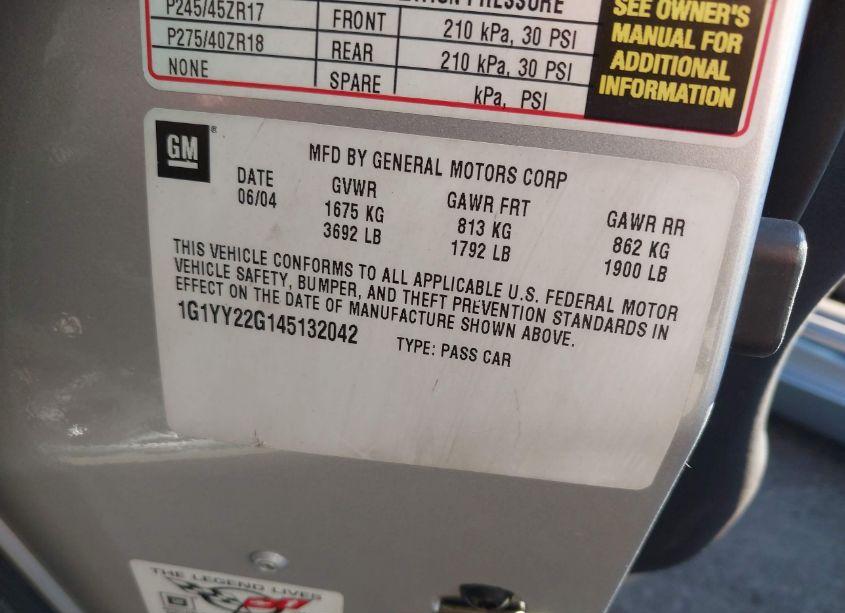 P245/45ZR17 FRONT 210 kPa, 30 PSI
P275/40ZR18 REAR 210 kPa, 30 PSI
NONE SPARE kPa, PSI
SEE OWNER'S
MANUAL FOR
ADDITIONAL
INFORMATION
GM®
MFD BY GENERAL MOTORS CORP
DATE GVWR GAWR FRT GAWR RR
06/04 1675 KG 813 KG 862 KG
3692 LB 1792 LB 1900 LB
THIS VEHICLE CONFORMS TO ALL APPLICABLE U.S. FEDERAL MOTOR
VEHICLE SAFETY, BUMPER, AND THEFT PREVENTION STANDARDS IN
EFFECT ON THE DATE OF MANUFACTURE SHOWN ABOVE.
1G1YY22G145132042 TYPE: PASS CAR
THE LEGEND LIVES